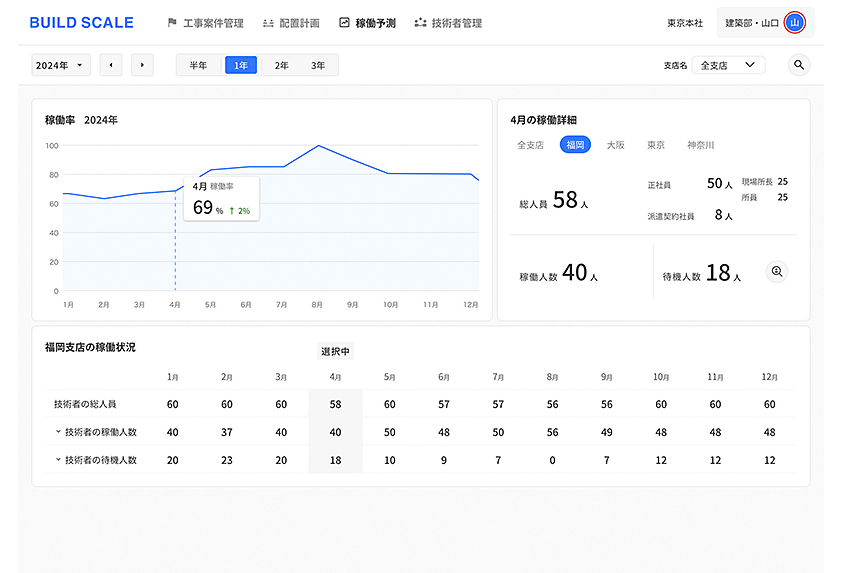 BUILD SCALE 工事案件管理 配置計画 稼働予測 技術者管理 東京本社 建築部・山口 山
2024年 半年 1年 2年 3年 支店名 全支店
稼働率 2024年
100
80
60
40
20
0
4月 稼働率
69 % ↑ 2%
1月 2月 3月 4月 5月 6月 7月 8月 9月 10月 11月 12月
4月の稼働詳細
全支店 福岡 大阪 東京 神奈川
総人員 58 人
正社員 50 人 現場所長 25
所員 25
派遣契約社員 8 人
稼働人数 40 人 待機人数 18 人
福岡支店の稼働状況
選択中
1月 2月 3月 4月 5月 6月 7月 8月 9月 10月 11月 12月
技術者の総人員 60 60 60 58 60 57 57 56 56 60 60 60
技術者の稼働人数 40 37 40 40 50 48 50 56 49 48 48 48
技術者の待機人数 20 23 20 18 10 9 7 0 7 12 12 12